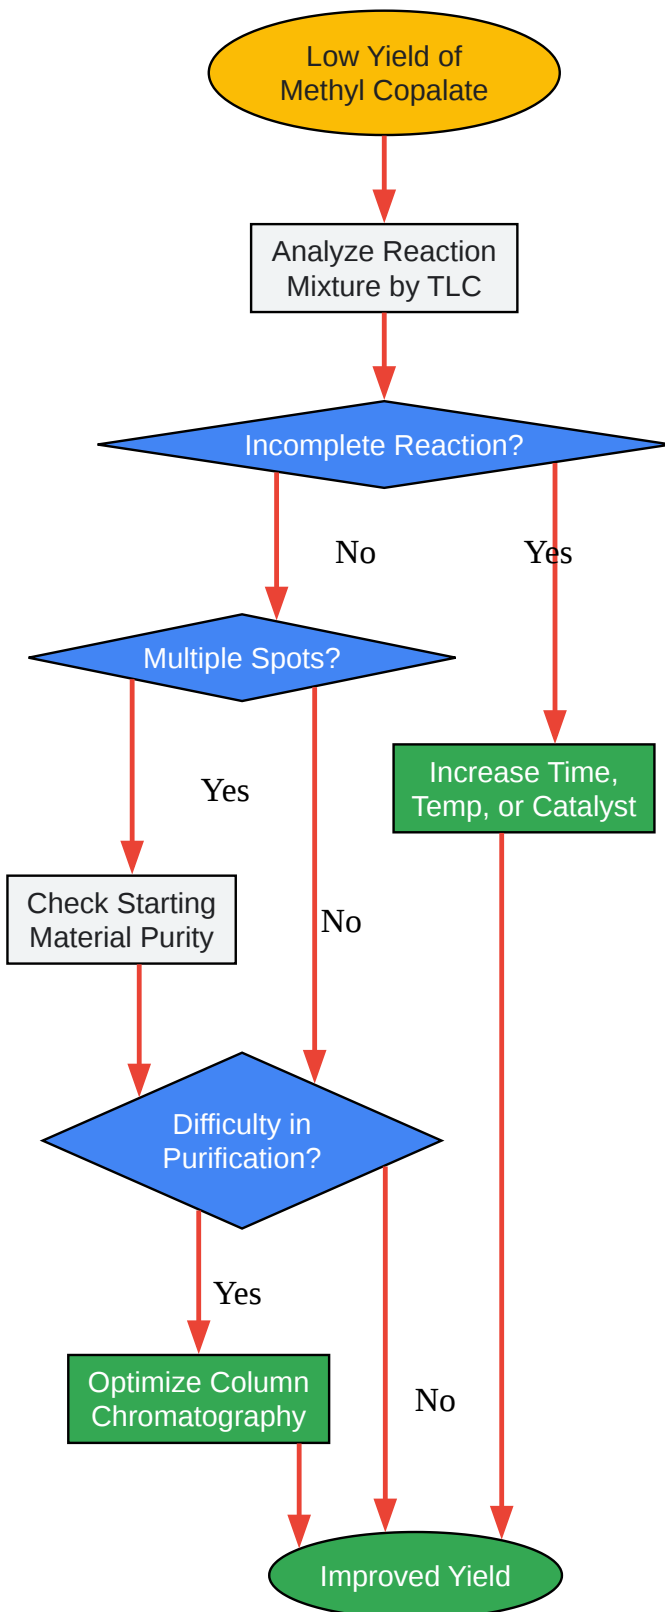 Low Yield of
Methyl Copalate
Analyze Reaction
Mixture by TLC
Incomplete Reaction?
No
Yes
Multiple Spots?
Increase Time,
Temp, or Catalyst
Yes
Check Starting
Material Purity
No
Difficulty in
Purification?
Yes
Optimize Column
Chromatography
No
Improved Yield